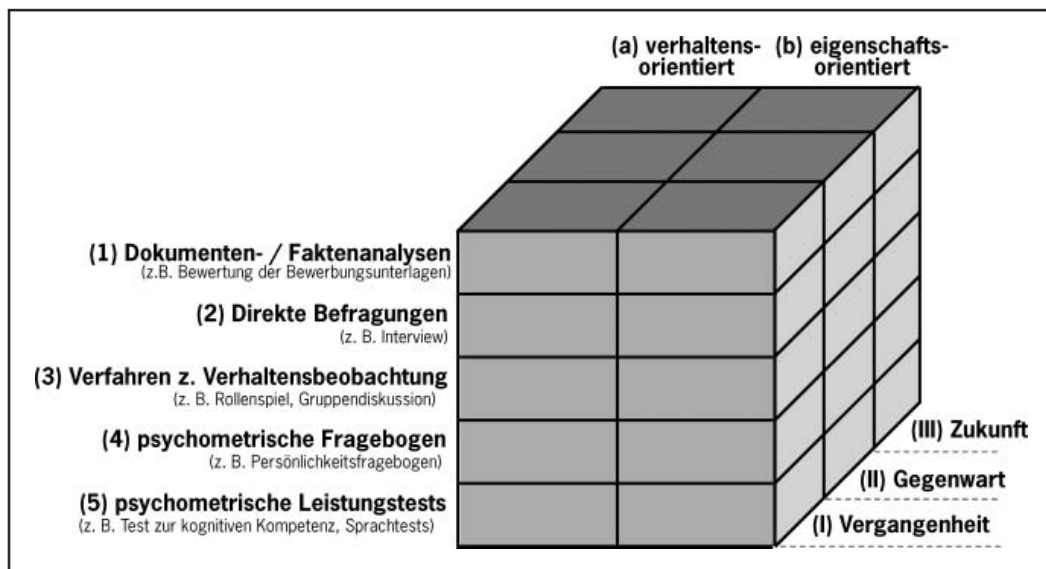 (a) verhaltens-
orientiert
(b) eigenschafts-
orientiert
(1) Dokumenten- / Faktenanalysen
(z.B. Bewertung der Bewerbungsunterlagen)
(2) Direkte Befragungen
(z. B. Interview)
(3) Verfahren z. Verhaltensbeobachtung
(z. B. Rollenspiel, Gruppendiskussion)
(4) psychometrische Fragebogen
(z. B. Persönlichkeitsfragebogen)
(5) psychometrische Leistungstests
(z. B. Test zur kognitiven Kompetenz, Sprachtests)
(III) Zukunft
(II) Gegenwart
(I) Vergangenheit